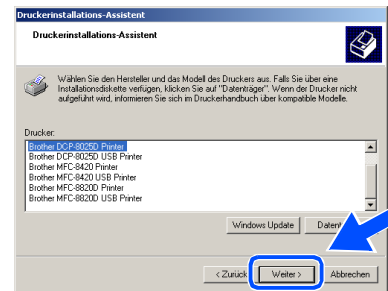 Druckerinstallations-Assistent
Druckerinstallations-Assistent
Wählen Sie den Hersteller und das Modell des Druckers aus. Falls Sie über eine
Installationsdiskette verfügen, klicken Sie auf "Datenträger". Wenn der Drucker nicht
aufgeführt wird, informieren Sie sich im Druckerhandbuch über kompatible Modelle.
Drucker:
Brother DCP-8025D Printer
Brother DCP-8025D USB Printer
Brother MFC-8420 Printer
Brother MFC-8420 USB Printer
Brother MFC-8820D Printer
Brother MFC-8820D USB Printer
Windows Update
< Zurück Weiter > Abbrechen